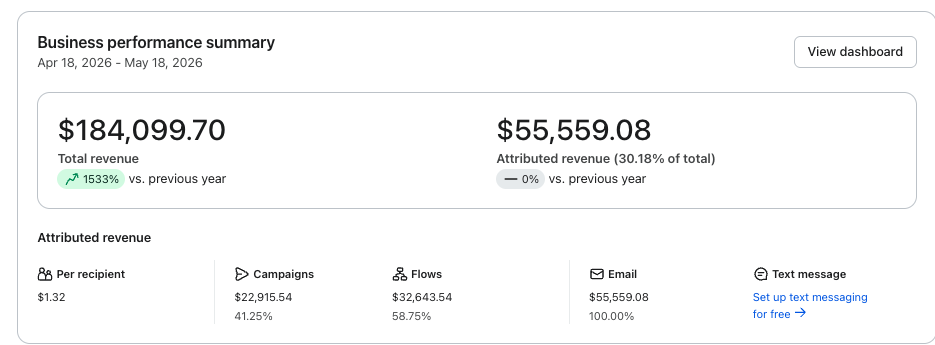 Business performance summary
Apr 18, 2026 - May 18, 2026
View dashboard
$184,099.70
Total revenue
1533% vs. previous year
$55,559.08
Attributed revenue (30.18% of total)
0% vs. previous year
Attributed revenue
Per recipient
$1.32
Campaigns
$22,915.54
41.25%
Flows
$32,643.54
58.75%
Email
$55,559.08
100.00%
Text message
Set up text messaging
for free →